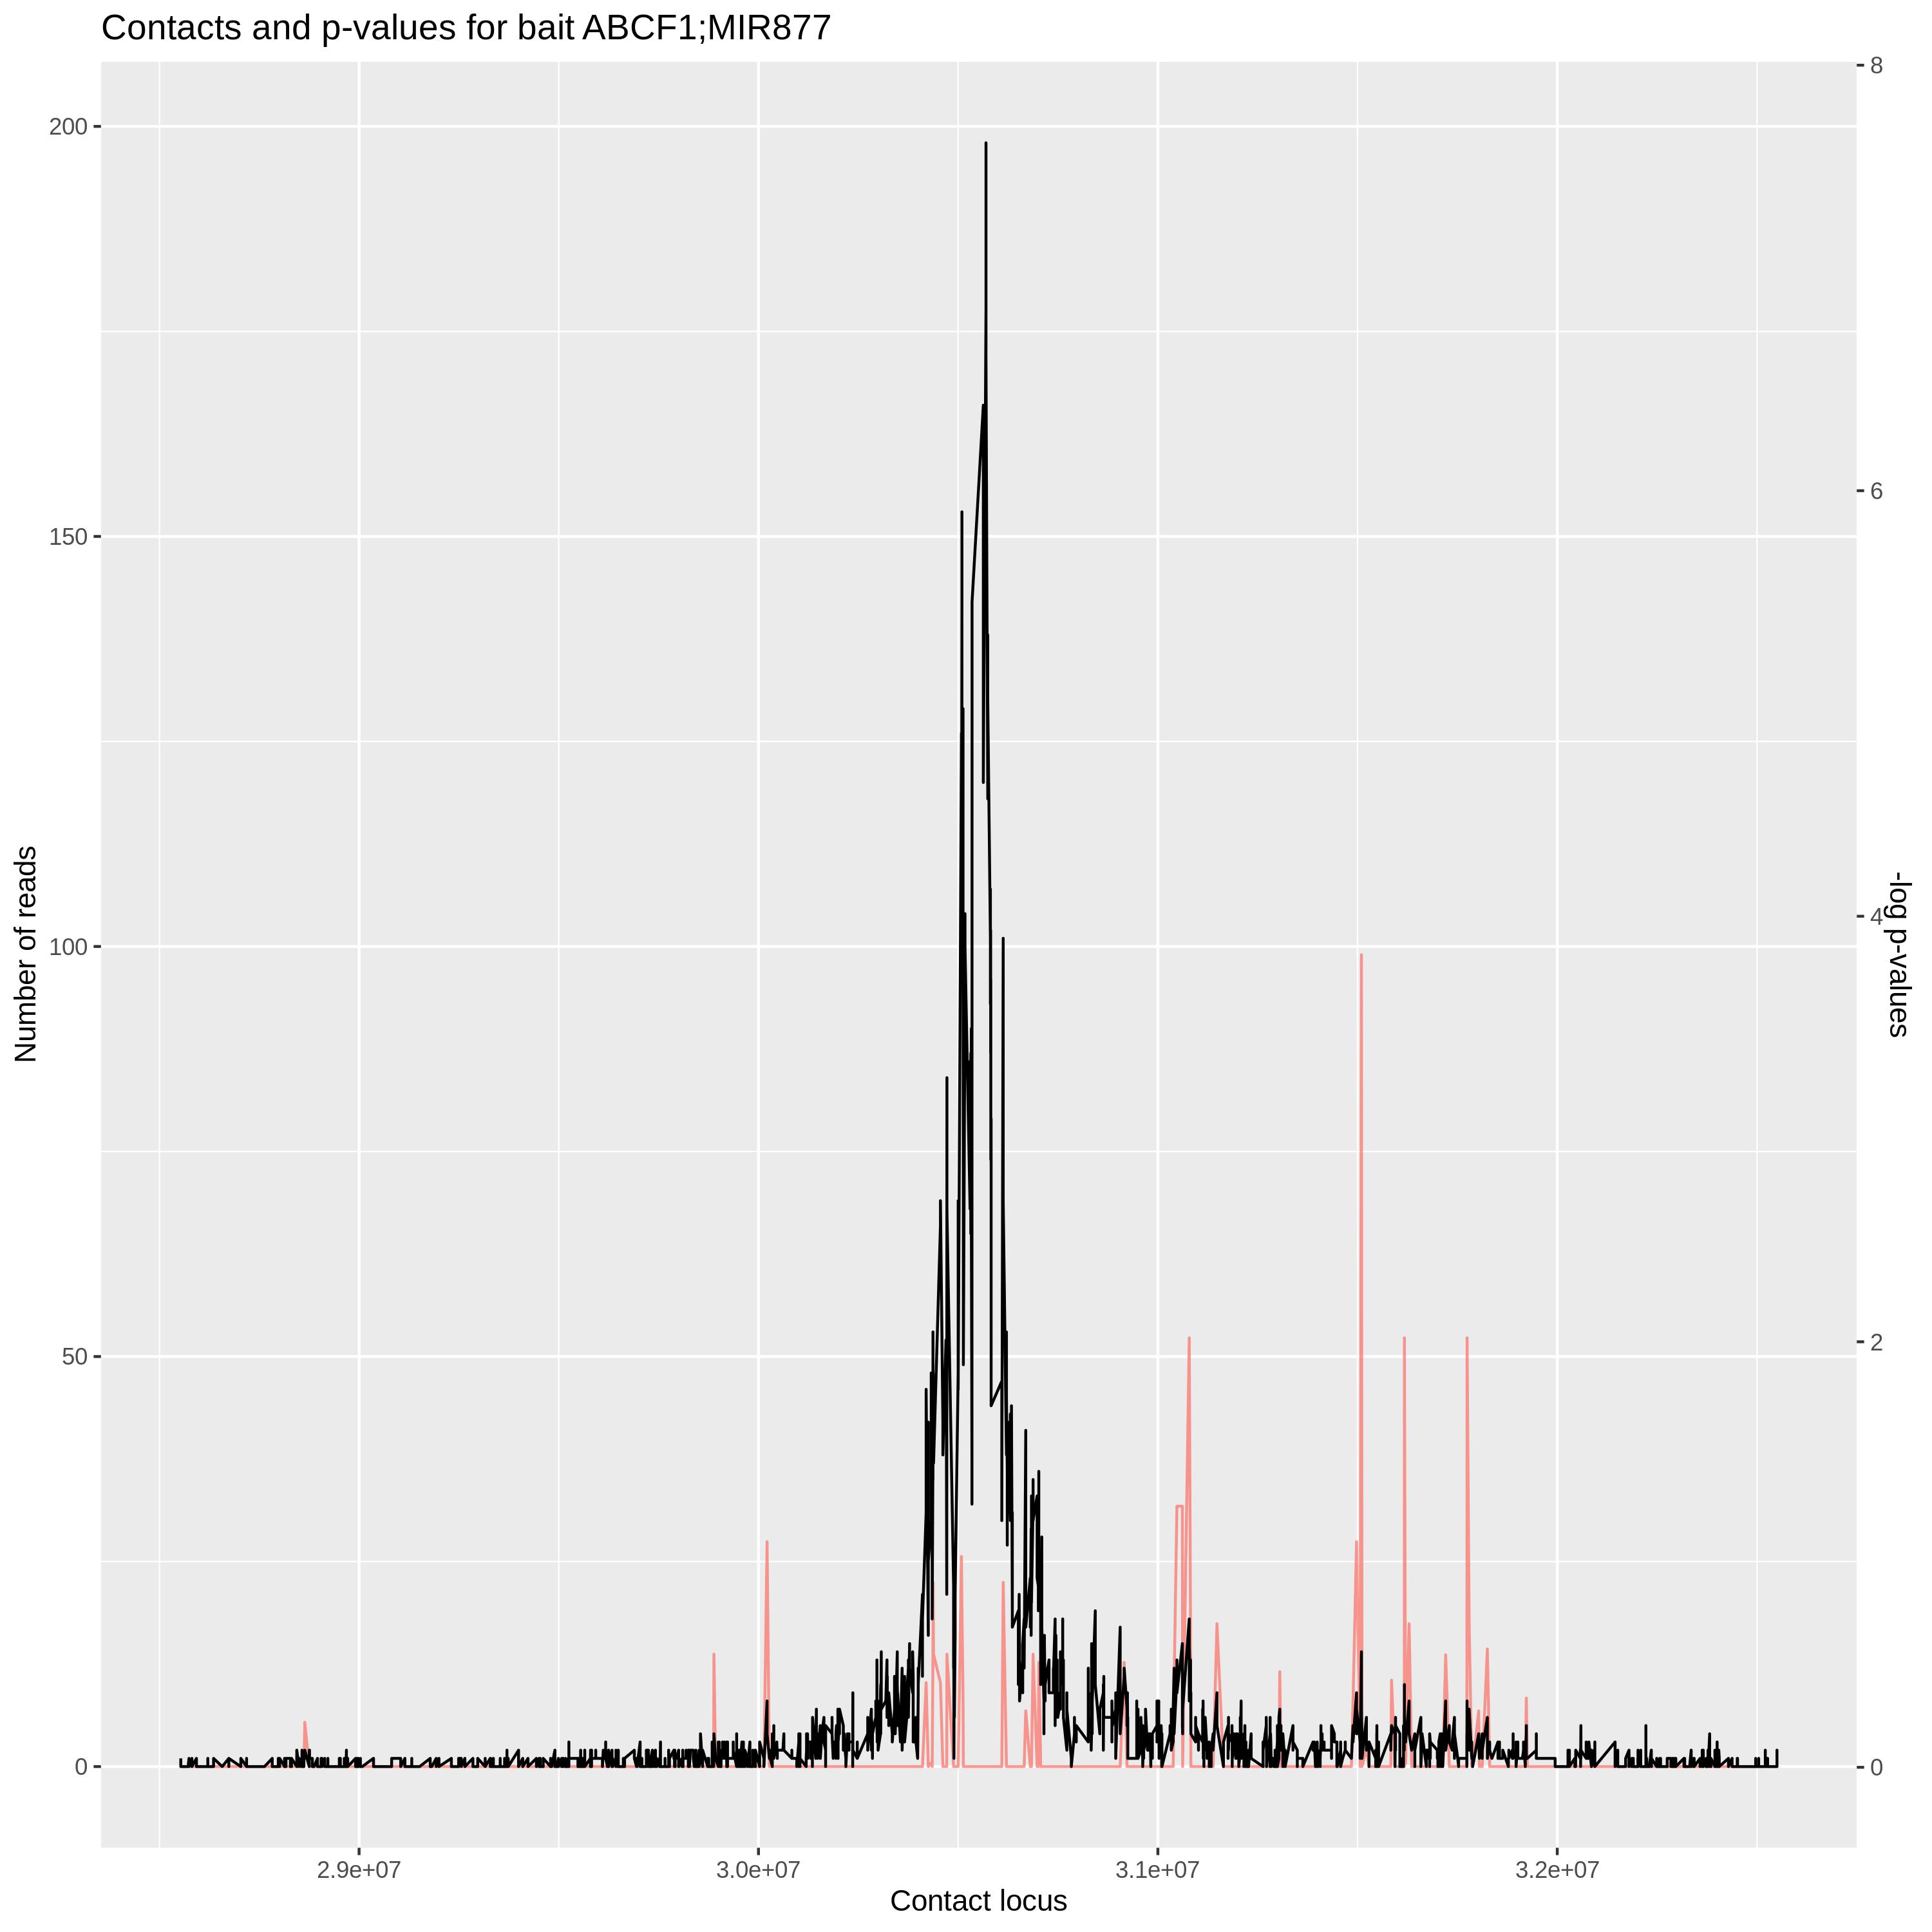 Contacts and p-values for bait ABCF1;MIR877
200
150
100
50
0
Number of reads
8
6
4
2
0
-log p-values
2.9e+07
3.0e+07
3.1e+07
3.2e+07
Contact locus